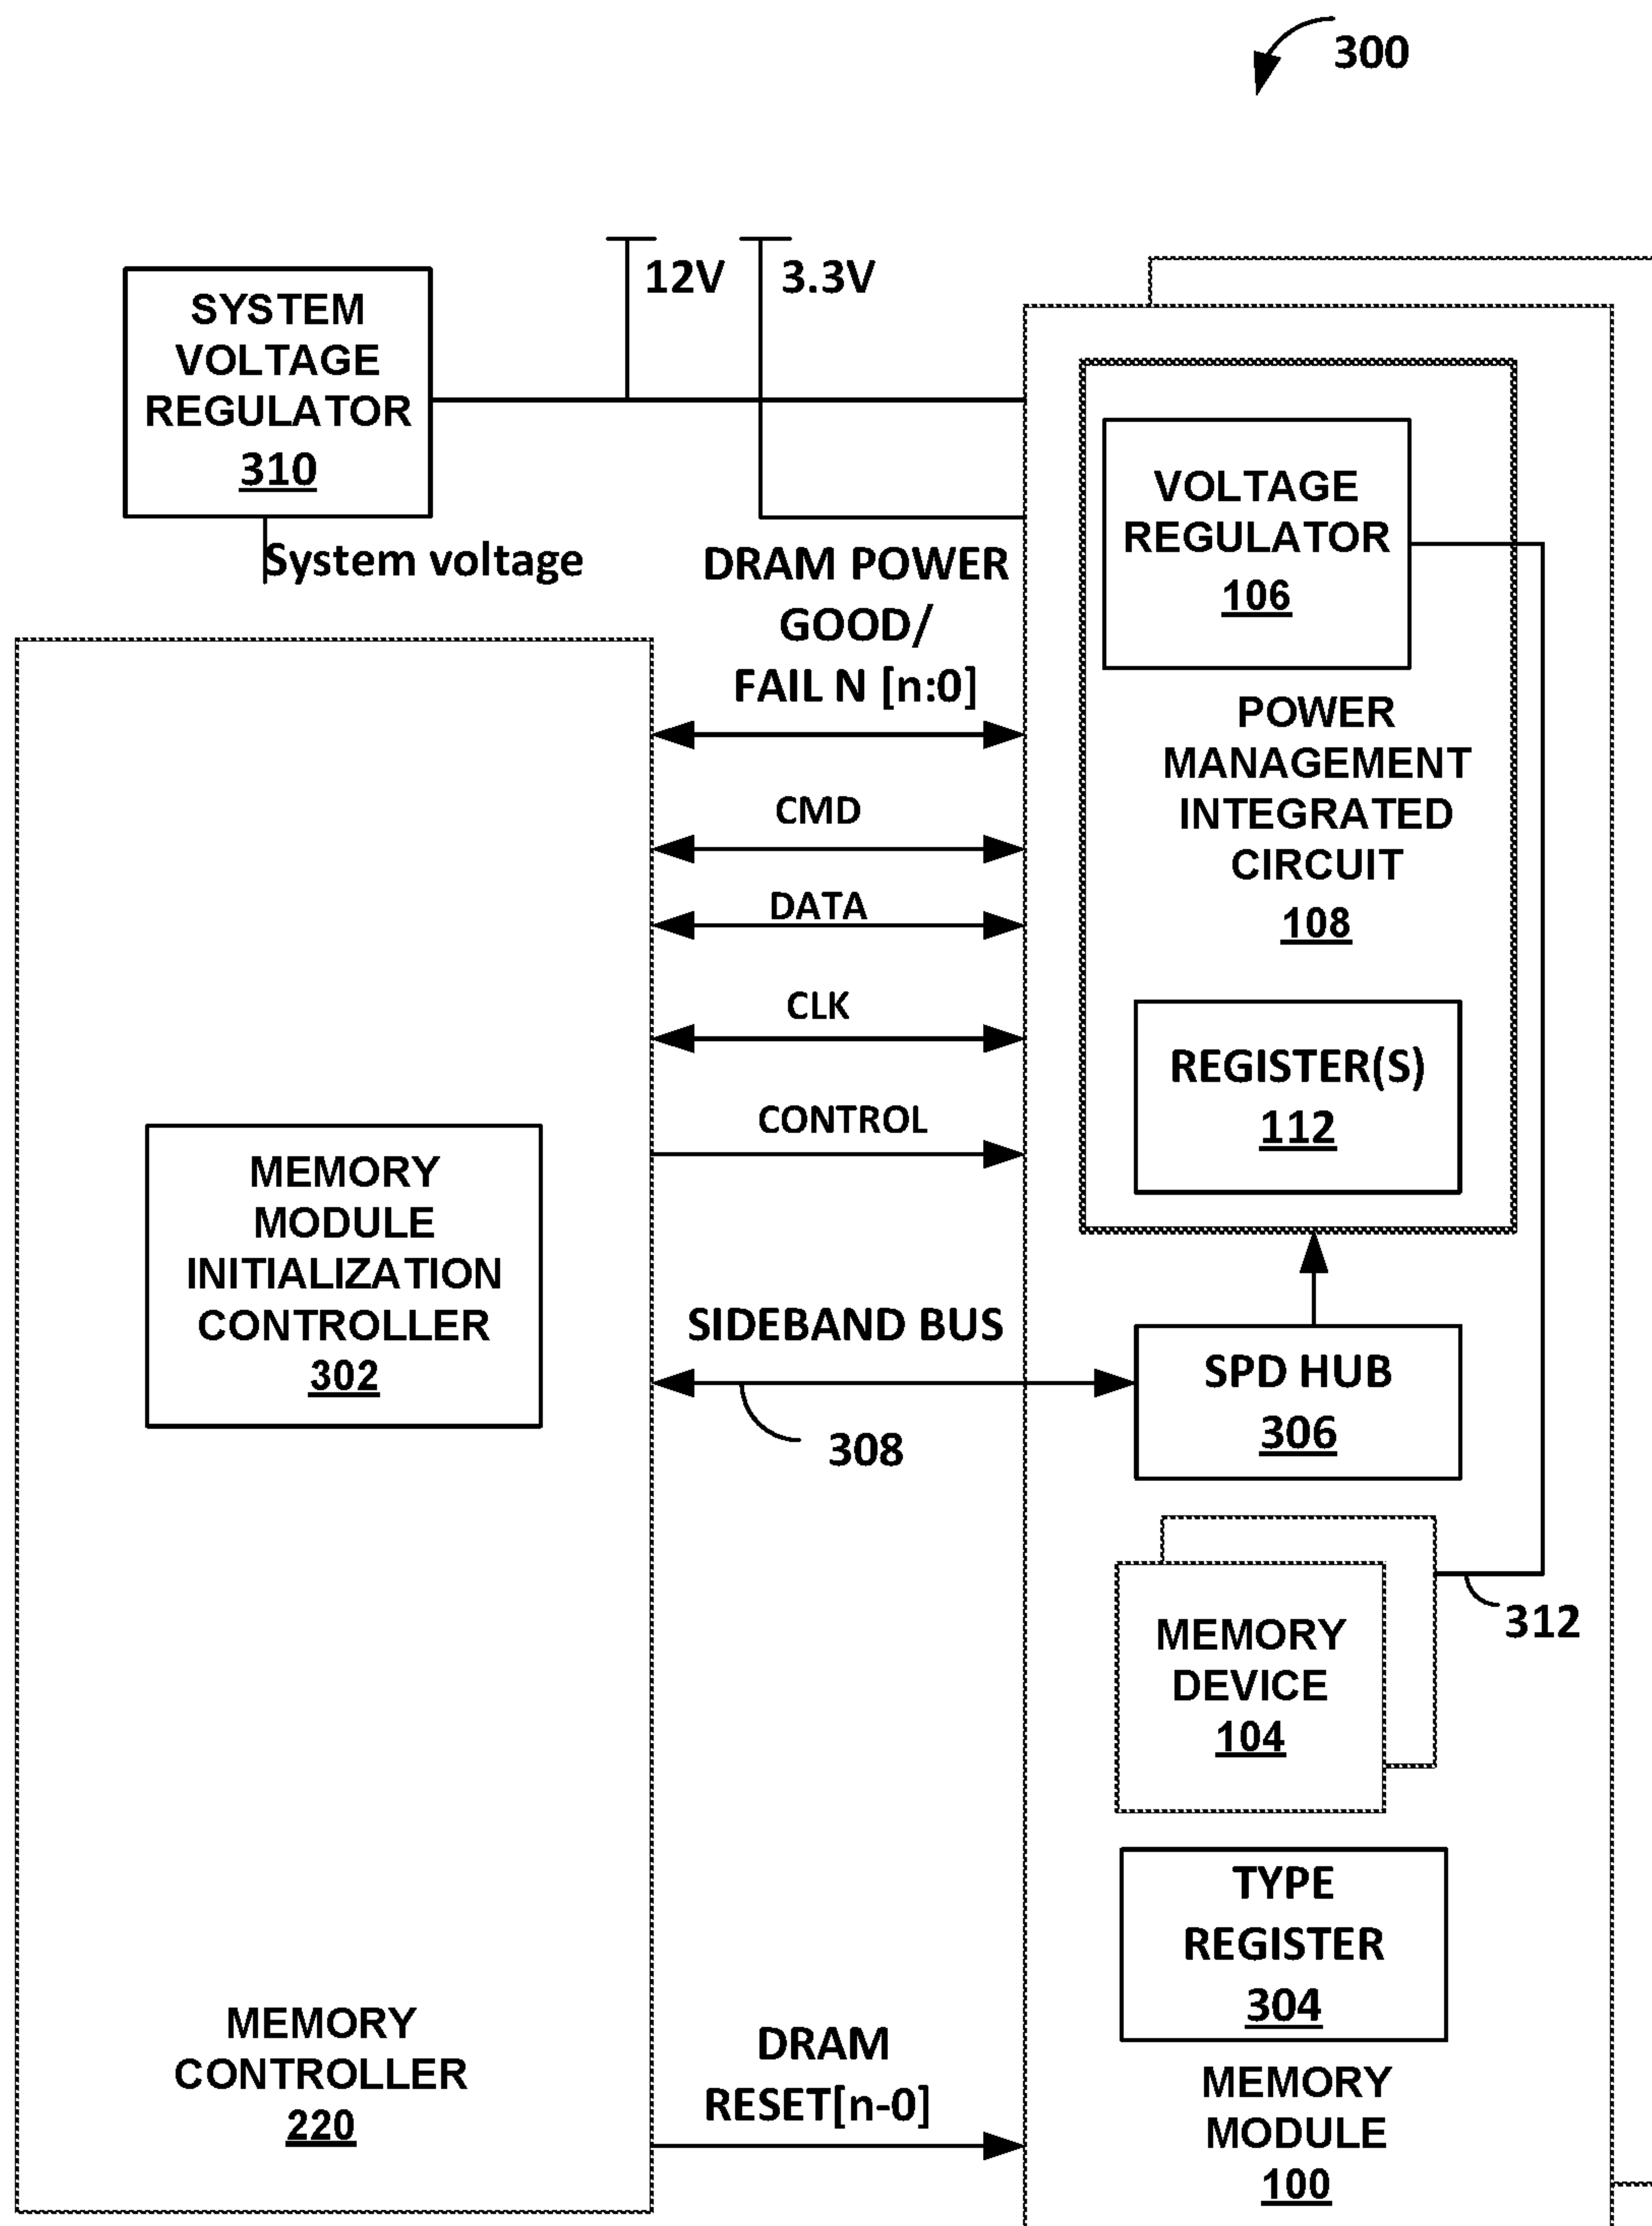 300
12V
3.3V
SYSTEM
VOLTAGE
REGULATOR
310
System voltage
DRAM POWER
GOOD/
FAIL N [n:0]
CMD
DATA
CLK
CONTROL
SIDEBAND BUS
308
DRAM
RESET[n-0]
MEMORY
MODULE
INITIALIZATION
CONTROLLER
302
MEMORY
CONTROLLER
220
VOLTAGE
REGULATOR
106
POWER
MANAGEMENT
INTEGRATED
CIRCUIT
108
REGISTER(S)
112
SPD HUB
306
312
MEMORY
DEVICE
104
TYPE
REGISTER
304
MEMORY
MODULE
100